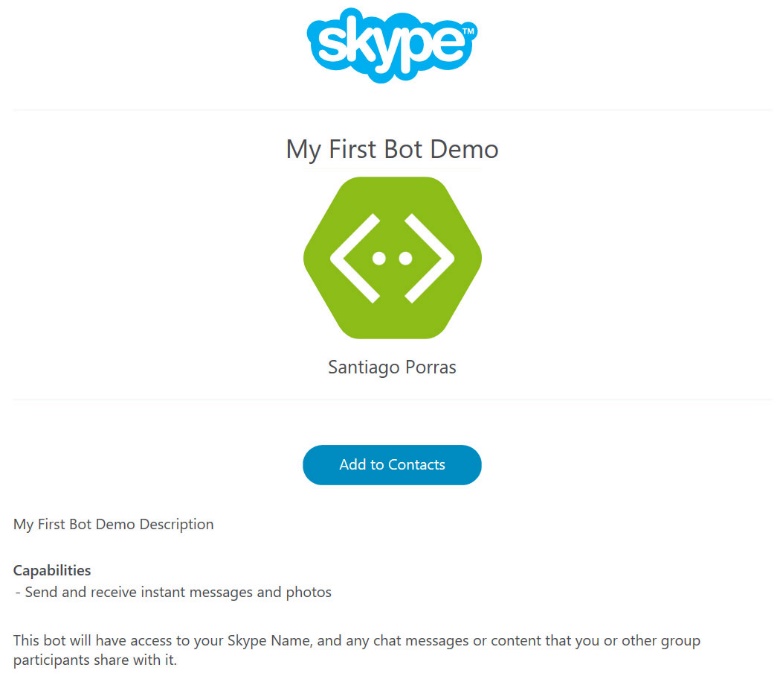 skype™
My First Bot Demo
Santiago Porras
Add to Contacts
My First Bot Demo Description
Capabilities
- Send and receive instant messages and photos
This bot will have access to your Skype Name, and any chat messages or content that you or other group
participants share with it.